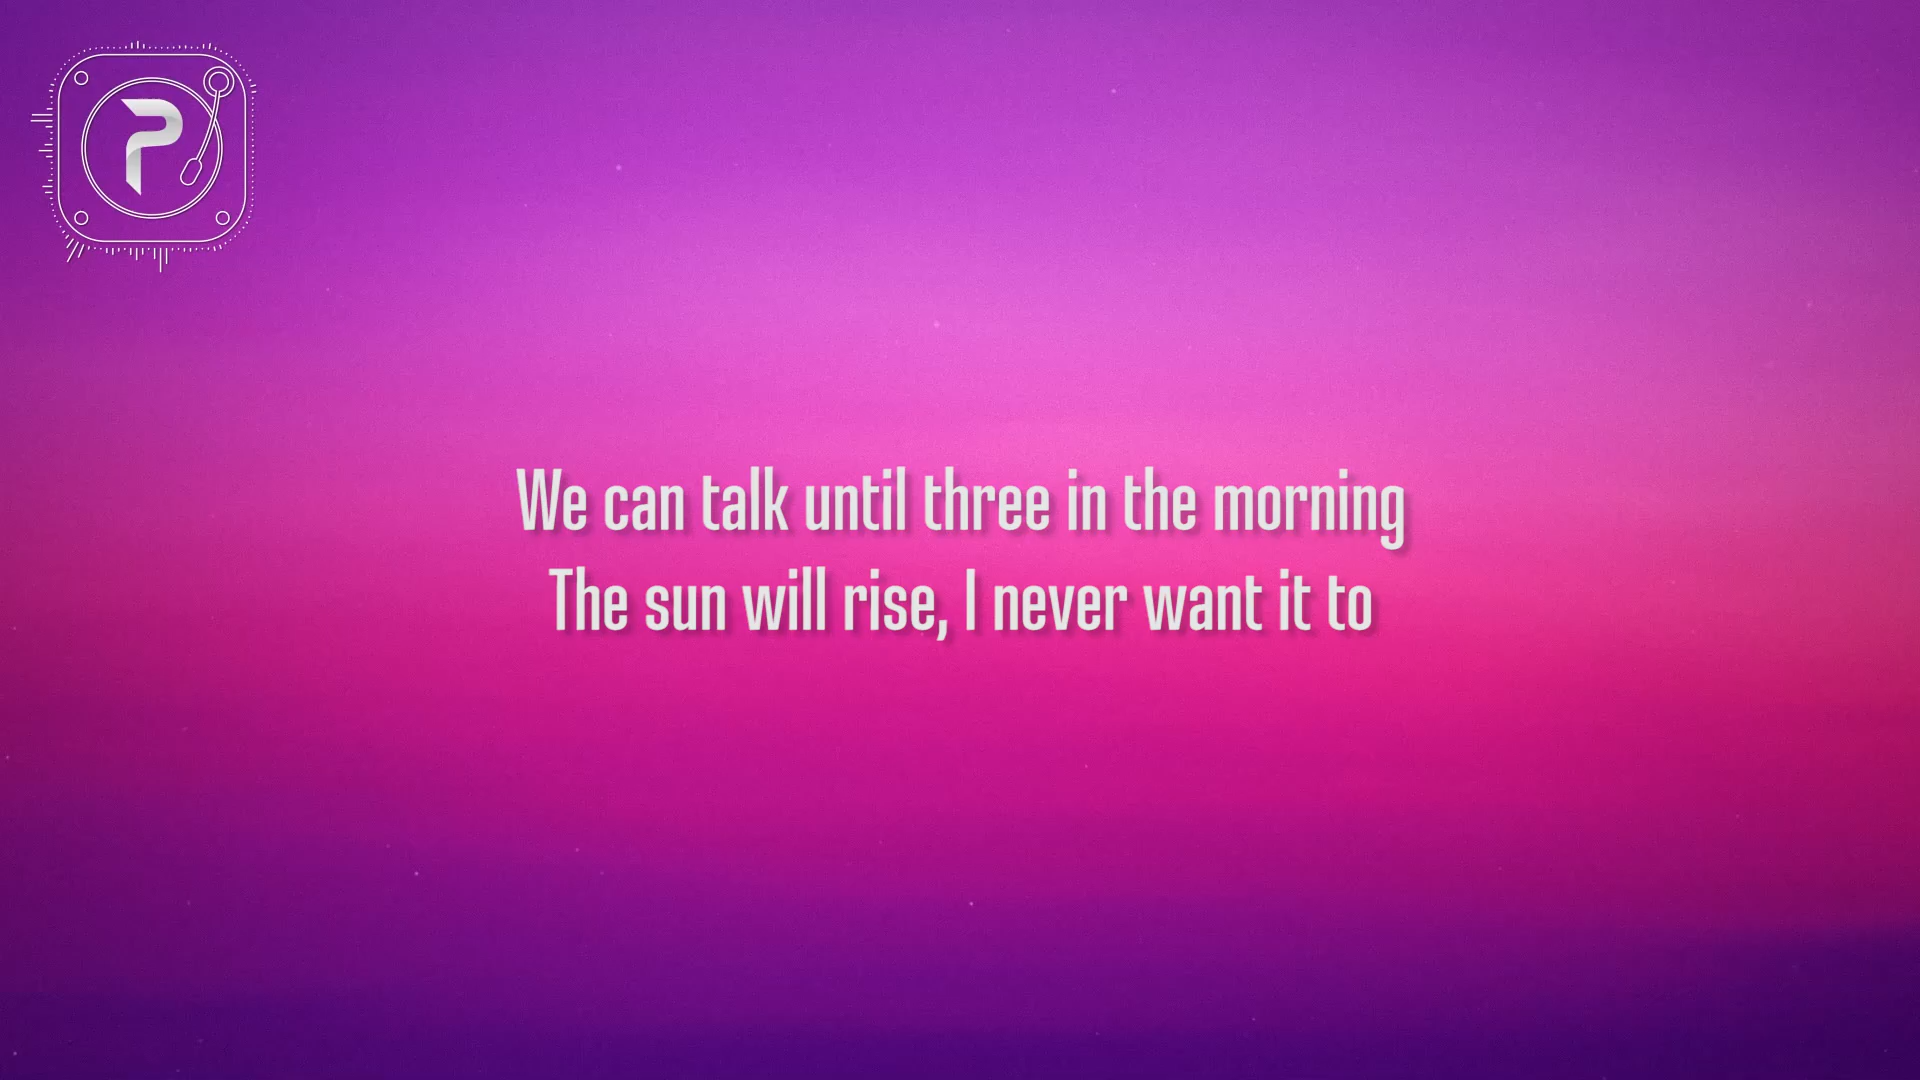 P
We can talk until three in the morning
The sun will rise, I never want it to